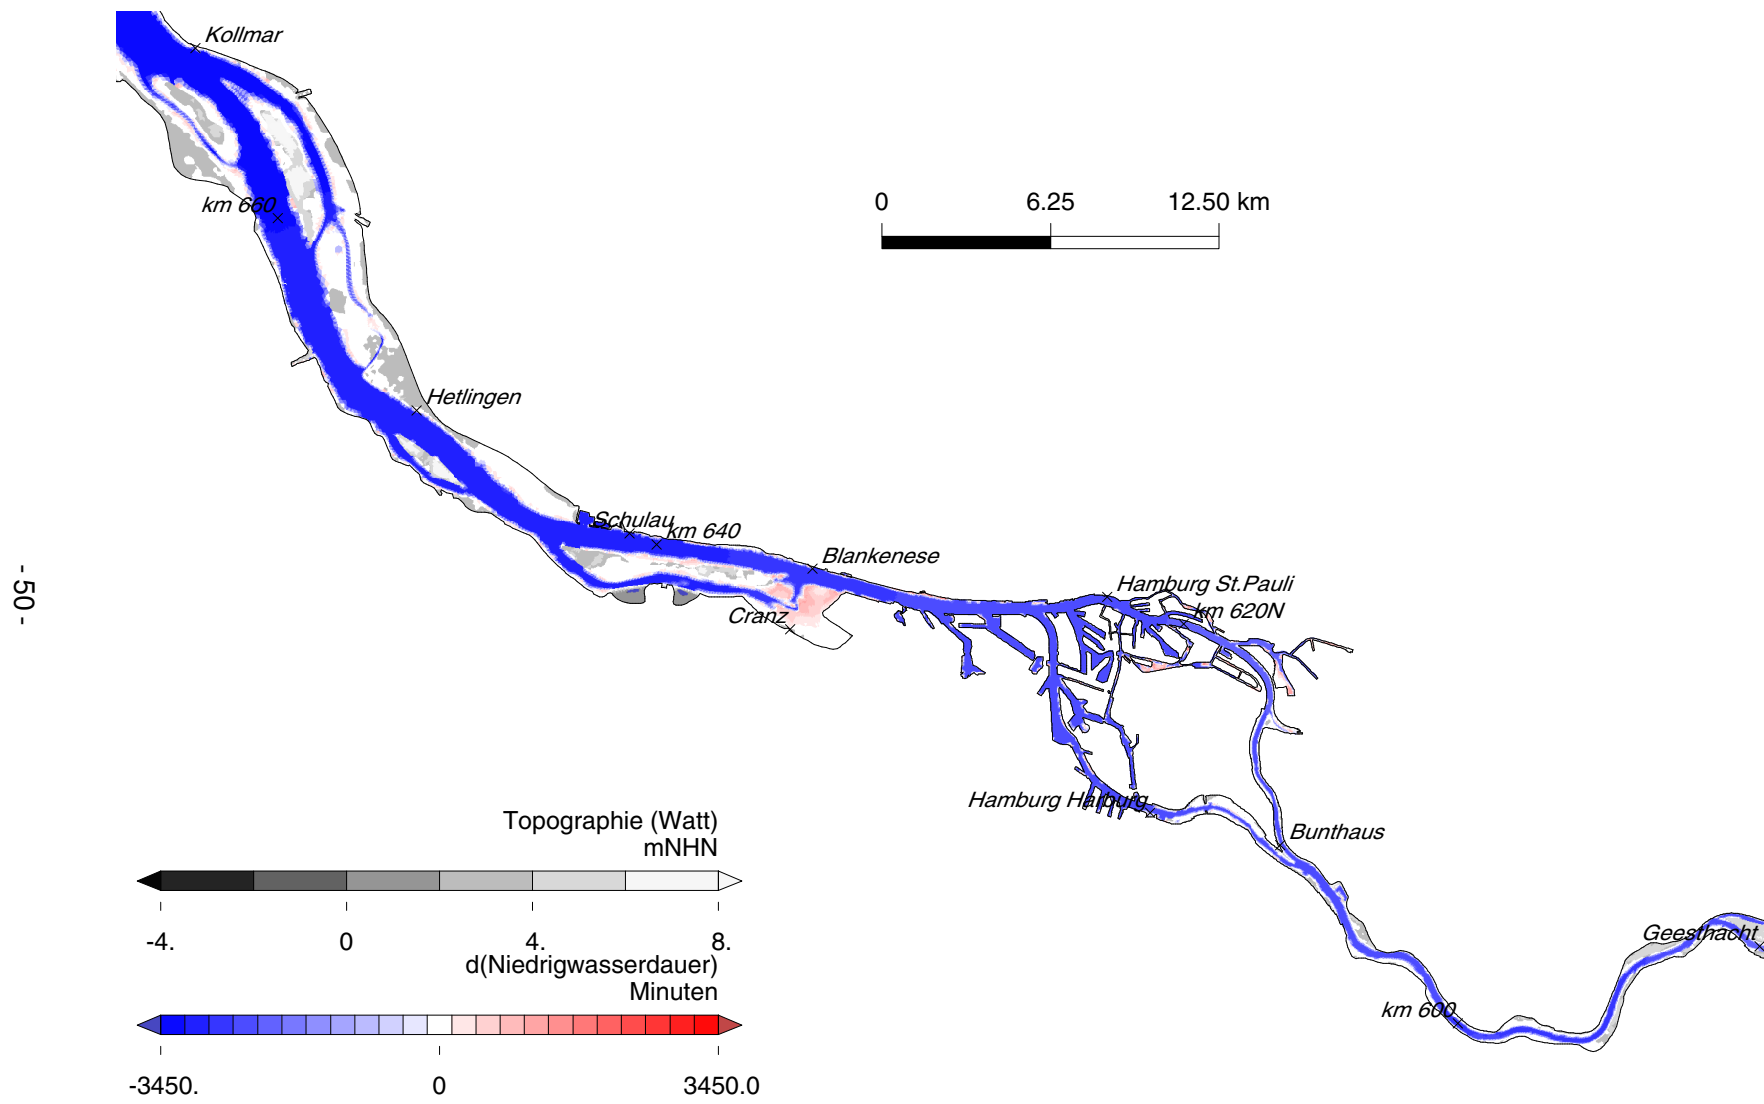 Kollmar
km 660
0 6.25 12.50 km
Hetlingen
Schulau
km 640
Blankenese
- 50 -
Hamburg St.Pauli
km 620N
Cranz
Hamburg Harburg
Bunthaus
Topographie (Watt)
mNHN
-4. 0 4. 8.
Geesthacht
d(Niedrigwasserdauer)
Minuten
km 600
-3450. 0 3450.0